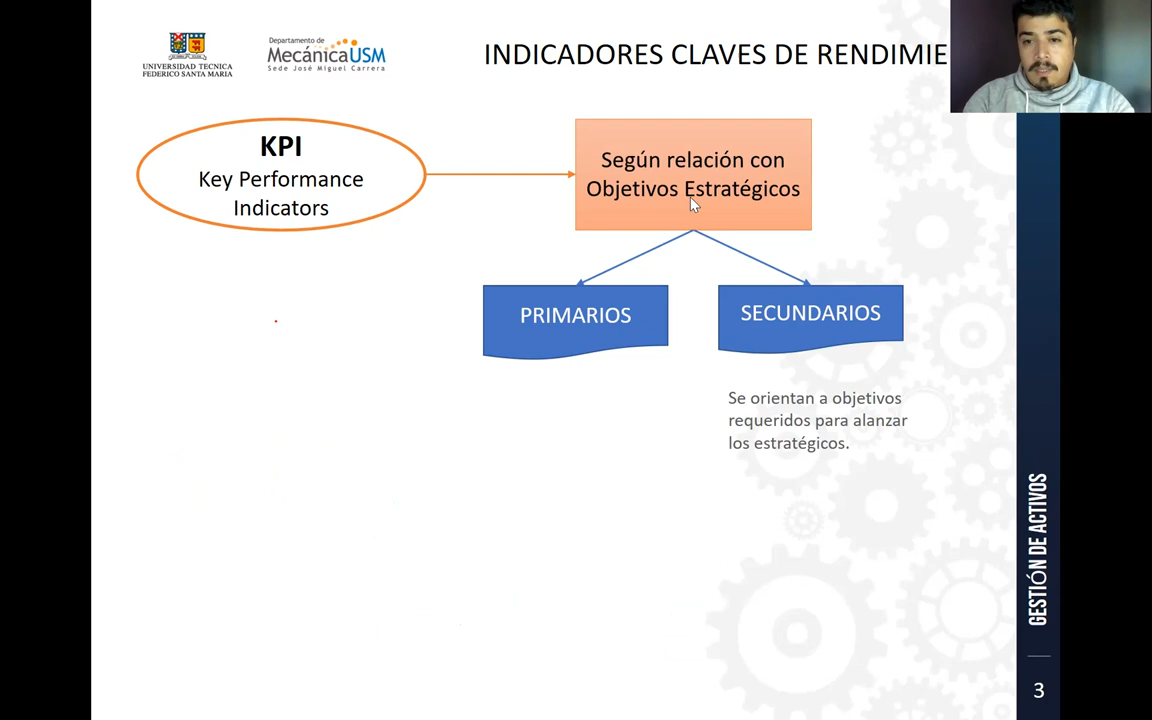 UNIVERSIDAD TECNICA
FEDERICO SANTA MARIA
Departamento de
MecánicaUSM
Sede José Miguel Carrera
INDICADORES CLAVES DE RENDIMIE
KPI
Key Performance
Indicators
Según relación con
Objetivos Estratégicos
PRIMARIOS
SECUNDARIOS
Se orientan a objetivos
requeridos para alanzar
los estratégicos.
GESTIÓN DE ACTIVOS
3